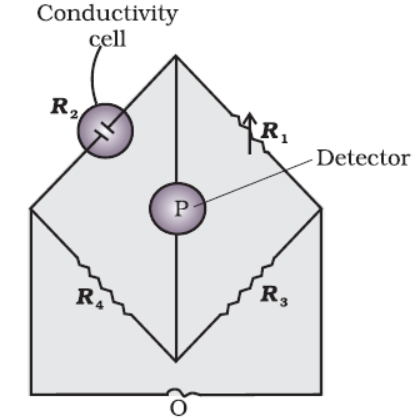 Conductivity
cell
R₂
R₁
Detector
P
R₄
R₃
O